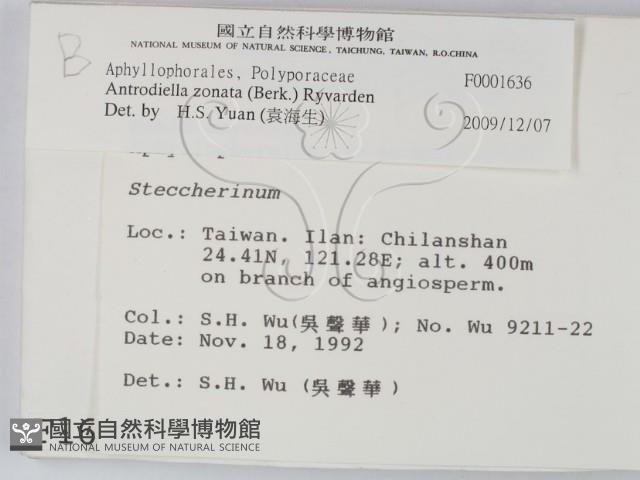 B
國立自然科學博物館
NATIONAL MUSEUM OF NATURAL SCIENCE, TAICHUNG, TAIWAN, R.O.CHINA
Aphyllophorales, Polyporaceae F0001636
Antrodiella zonata (Berk.) Ryvarden
Det. by H.S. Yuan (袁海生) 2009/12/07
Steccherinum
Loc.: Taiwan. Ilan: Chilanshan
24.41N, 121.28E; alt. 400m
on branch of angiosperm.
Col.: S.H. Wu(吳聲華); No. Wu 9211-22
Date: Nov. 18, 1992
Det.: S.H. Wu (吳聲華)
國立自然科學博物館
NATIONAL MUSEUM OF NATURAL SCIENCE